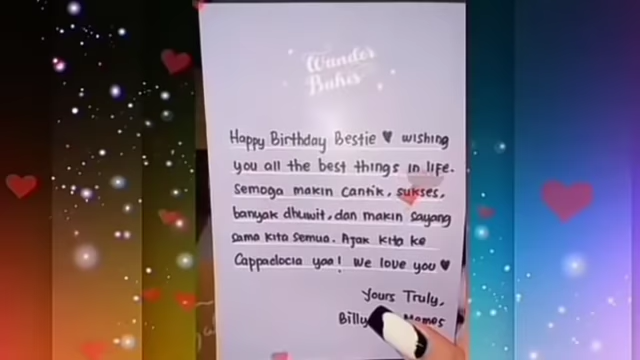 Wander
Bakes
Happy Birthday Bestie ♥ wishing
you all the best things in life.
Semoga makin cantik, sukses,
banyak dhuwit, dan makin sayang
sama kita semua. Ajak kita ke
Cappaelocia yaa! We love you ♥
Yours Truly,
Billy Memes